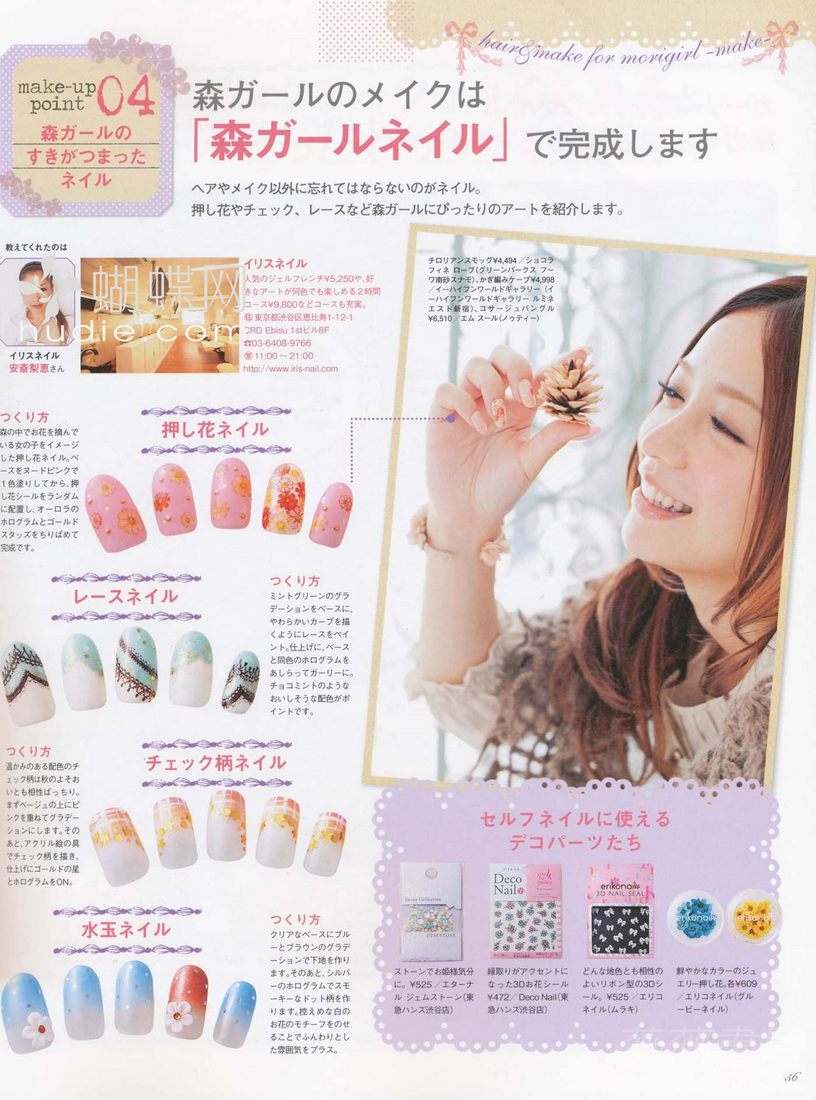 hair&make for morigirl -make-
make-up
point 04
森ガールの
すきがつまった
ネイル
森ガールのメイクは
「森ガールネイル」で完成します
ヘアやメイク以外に忘れてはならないのがネイル。
押し花やチェック、レースなど森ガールにぴったりのアートを紹介します。
教えてくれたのは
イリスネイル
安斎梨恵さん
蝴蝶网
hudie.com
イリスネイル
人気のジェルフレンチ¥5,250や、好
きなアートが何色でも楽しめる2時間
コース¥9,800などコースも充実。
㊟東京都渋谷区恵比寿1-12-1
CRD Ebisu 1stビル8F
☎03-6408-9766
㊺11:00〜21:00
http://www.iris-nail.com
チロリアンスモック¥4,494/ショコラ
フィネ ローブ(グリーンパークス フーワ
南砂スナモ)、かぎ編みケープ¥4,998
/イーハイフンワールドギャラリー(イ
ーハイフンワールドギャラリー ルミネ
エスト新宿)、コサージュバングル
¥6,510/エム スール(ノゥティー)
押し花ネイル
つくり方
森の中でお花を摘んで
いる女の子をイメージ
した押し花ネイル。ベ
ースをヌードピンクで
1色塗りしてから、押
し花シールをランダム
に配置し、オーロラの
ホログラムとゴールド
スタッズをちりばめて
完成です。
レースネイル
つくり方
ミントグリーンのグラ
デーションをベースに、
やわらかいカーブを描
くようにレースをペイ
ント。仕上げに、ベース
と同色のホログラムを
あしらってガーリーに。
チョコミントのような
おいしそうな配色がポ
イントです。
チェック柄ネイル
つくり方
温かみのある配色のチ
ェック柄は秋のよそお
いとも相性ばっちり。
まずベージュの上にピ
ンクを重ねてグラデー
ションにします。その
あと、アクリル絵の具
でチェック柄を描き、
仕上げにゴールドの星
とホログラムをON。
水玉ネイル
つくり方
クリアなベースにブル
ーとブラウンのグラデ
ーションで下地を作り
ます。そのあと、シルバ
ーのホログラムでスモ
ーキーなドット柄を作
ります。控えめな白の
お花のモチーフをのせ
ることでふんわりとし
た雰囲気をプラス。
セルフネイルに使える
デコパーツたち
Deco
Nail
erikonail
3D NAIL SEAL
erikonail
erikonail
ストーンでお姫様気分
に。¥525/エターナ
ル ジェムストーン(東
急ハンズ渋谷店)
縁取りがアクセントに
なった3Dお花シール
¥472/Deco Nail(東
急ハンズ渋谷店)
どんな地色とも相性の
よいリボン型の3Dシ
ール。¥525/エリコ
ネイル(ムラキ)
鮮やかなカラーのジュ
エリー押し花。各¥609
/エリコネイル(グル
ービーネイル)
56